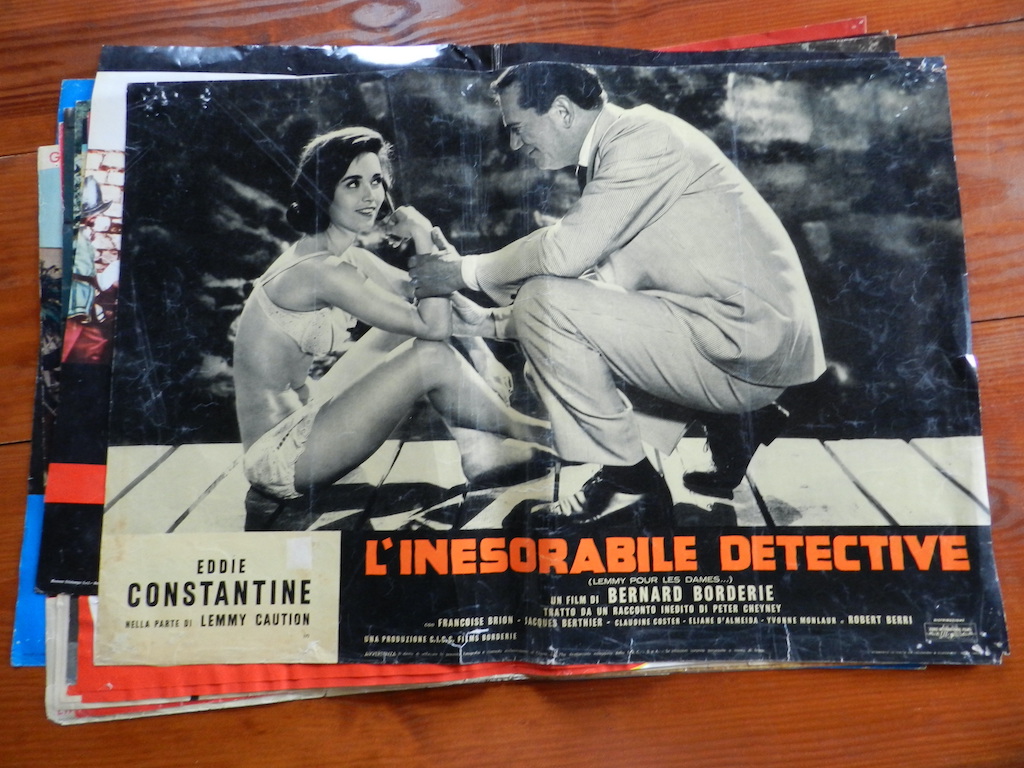 G
L'INESORABILE DETECTIVE
(LEMMY POUR LES DAMES...)
UN FILM DI BERNARD BORDERIE
TRATTO DA UN RACCONTO INEDITO DI PETER CHEYNEY
con FRANCOISE BRION - JACQUES BERTHIER - CLAUDINE COSTER - ELIANE D'ALMEIDA - YVONNE MONLAUR - ROBERT BERRI
UNA PRODUZIONE C.I.C.C. FILMS BORDERIE
AVVERTENZA
EDDIE
CONSTANTINE
NELLA PARTE DI LEMMY CAUTION